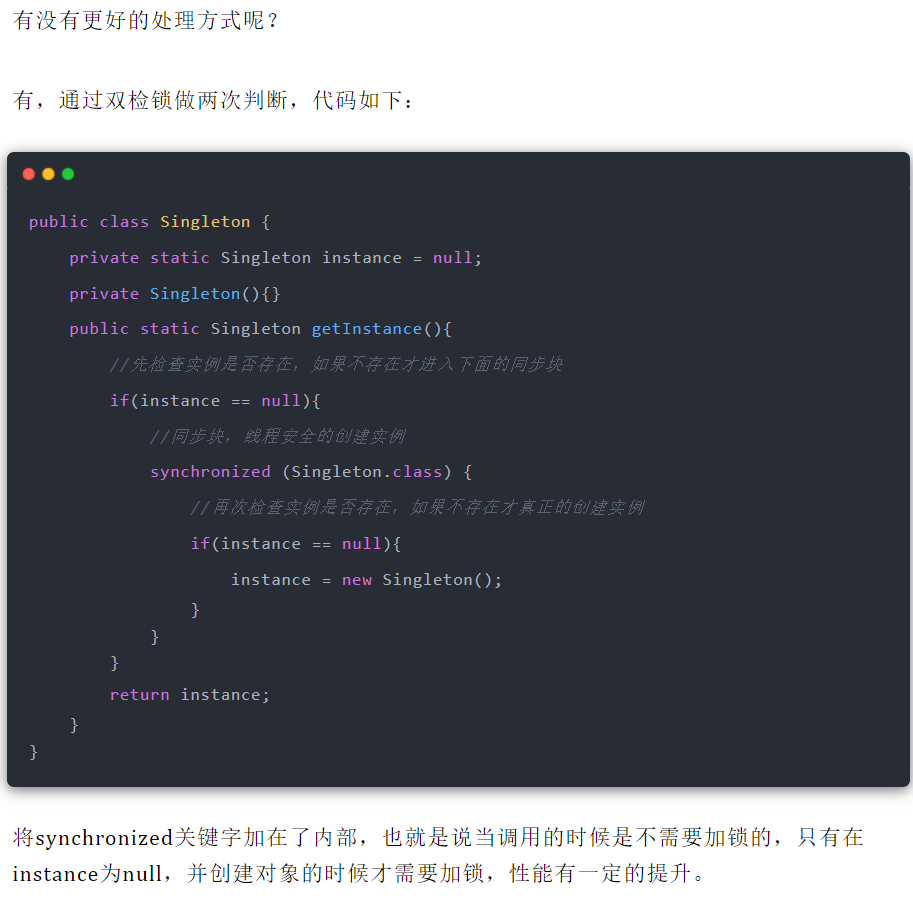 有没有更好的处理方式呢？
有，通过双检锁做两次判断，代码如下：
public class Singleton {
    private static Singleton instance = null;
    private Singleton(){}
    public static Singleton getInstance(){
        //先检查实例是否存在，如果不存在才进入下面的同步块
        if(instance == null){
            //同步块，线程安全的创建实例
            synchronized (Singleton.class) {
                //再次检查实例是否存在，如果不存在才真正的创建实例
                if(instance == null){
                    instance = new Singleton();
                }
            }
        }
        return instance;
    }
}
将synchronized关键字加在了内部，也就是说当调用的时候是不需要加锁的，只有在
instance为null，并创建对象的时候才需要加锁，性能有一定的提升。